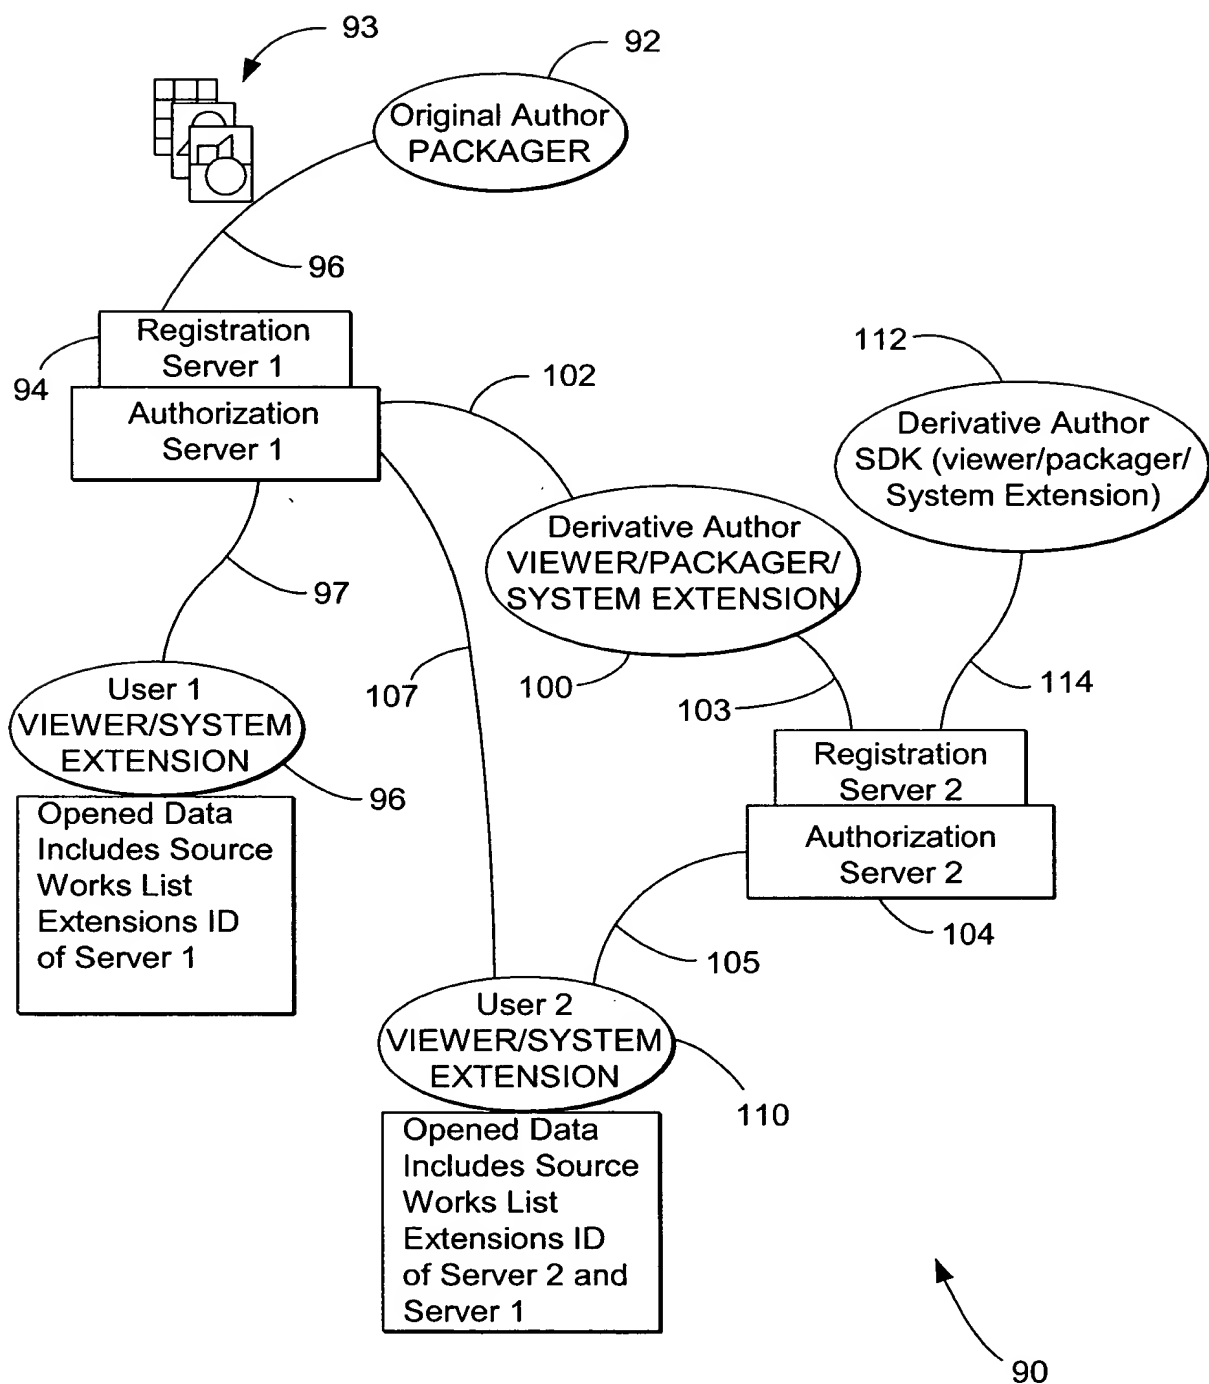 93
92
Original Author
PACKAGER
96
Registration
Server 1
94
Authorization
Server 1
102
112
Derivative Author
SDK (viewer/packager/
System Extension)
Derivative Author
VIEWER/PACKAGER/
SYSTEM EXTENSION
97
100
107
103
114
User 1
VIEWER/SYSTEM
EXTENSION
96
Opened Data
Includes Source
Works List
Extensions ID
of Server 1
Registration
Server 2
Authorization
Server 2
104
105
User 2
VIEWER/SYSTEM
EXTENSION
110
Opened Data
Includes Source
Works List
Extensions ID
of Server 2 and
Server 1
90